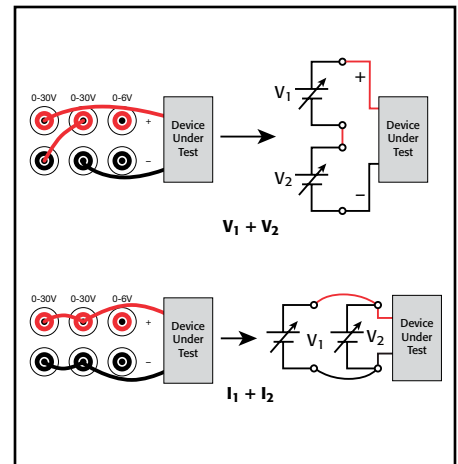 0-30V 0-30V 0-6V
+
−
Device
Under
Test
V1
V2
+
−
Device
Under
Test
V1 + V2
0-30V 0-30V 0-6V
+
−
Device
Under
Test
V1
V2
Device
Under
Test
I1 + I2